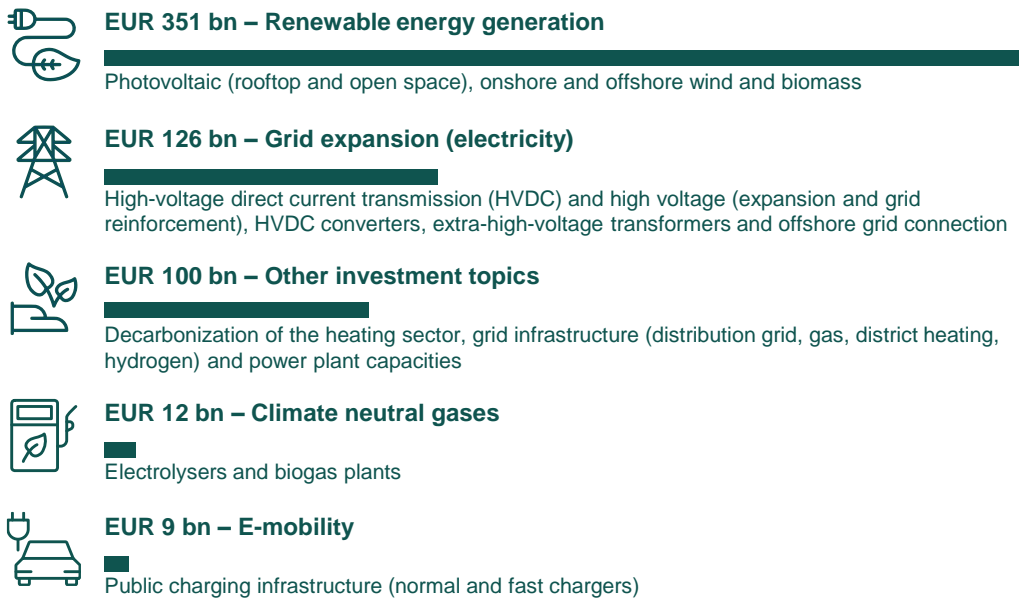 EUR 351 bn – Renewable energy generation
Photovoltaic (rooftop and open space), onshore and offshore wind and biomass
EUR 126 bn – Grid expansion (electricity)
High-voltage direct current transmission (HVDC) and high voltage (expansion and grid
reinforcement), HVDC converters, extra-high-voltage transformers and offshore grid connection
EUR 100 bn – Other investment topics
Decarbonization of the heating sector, grid infrastructure (distribution grid, gas, district heating,
hydrogen) and power plant capacities
EUR 12 bn – Climate neutral gases
Electrolysers and biogas plants
EUR 9 bn – E-mobility
Public charging infrastructure (normal and fast chargers)